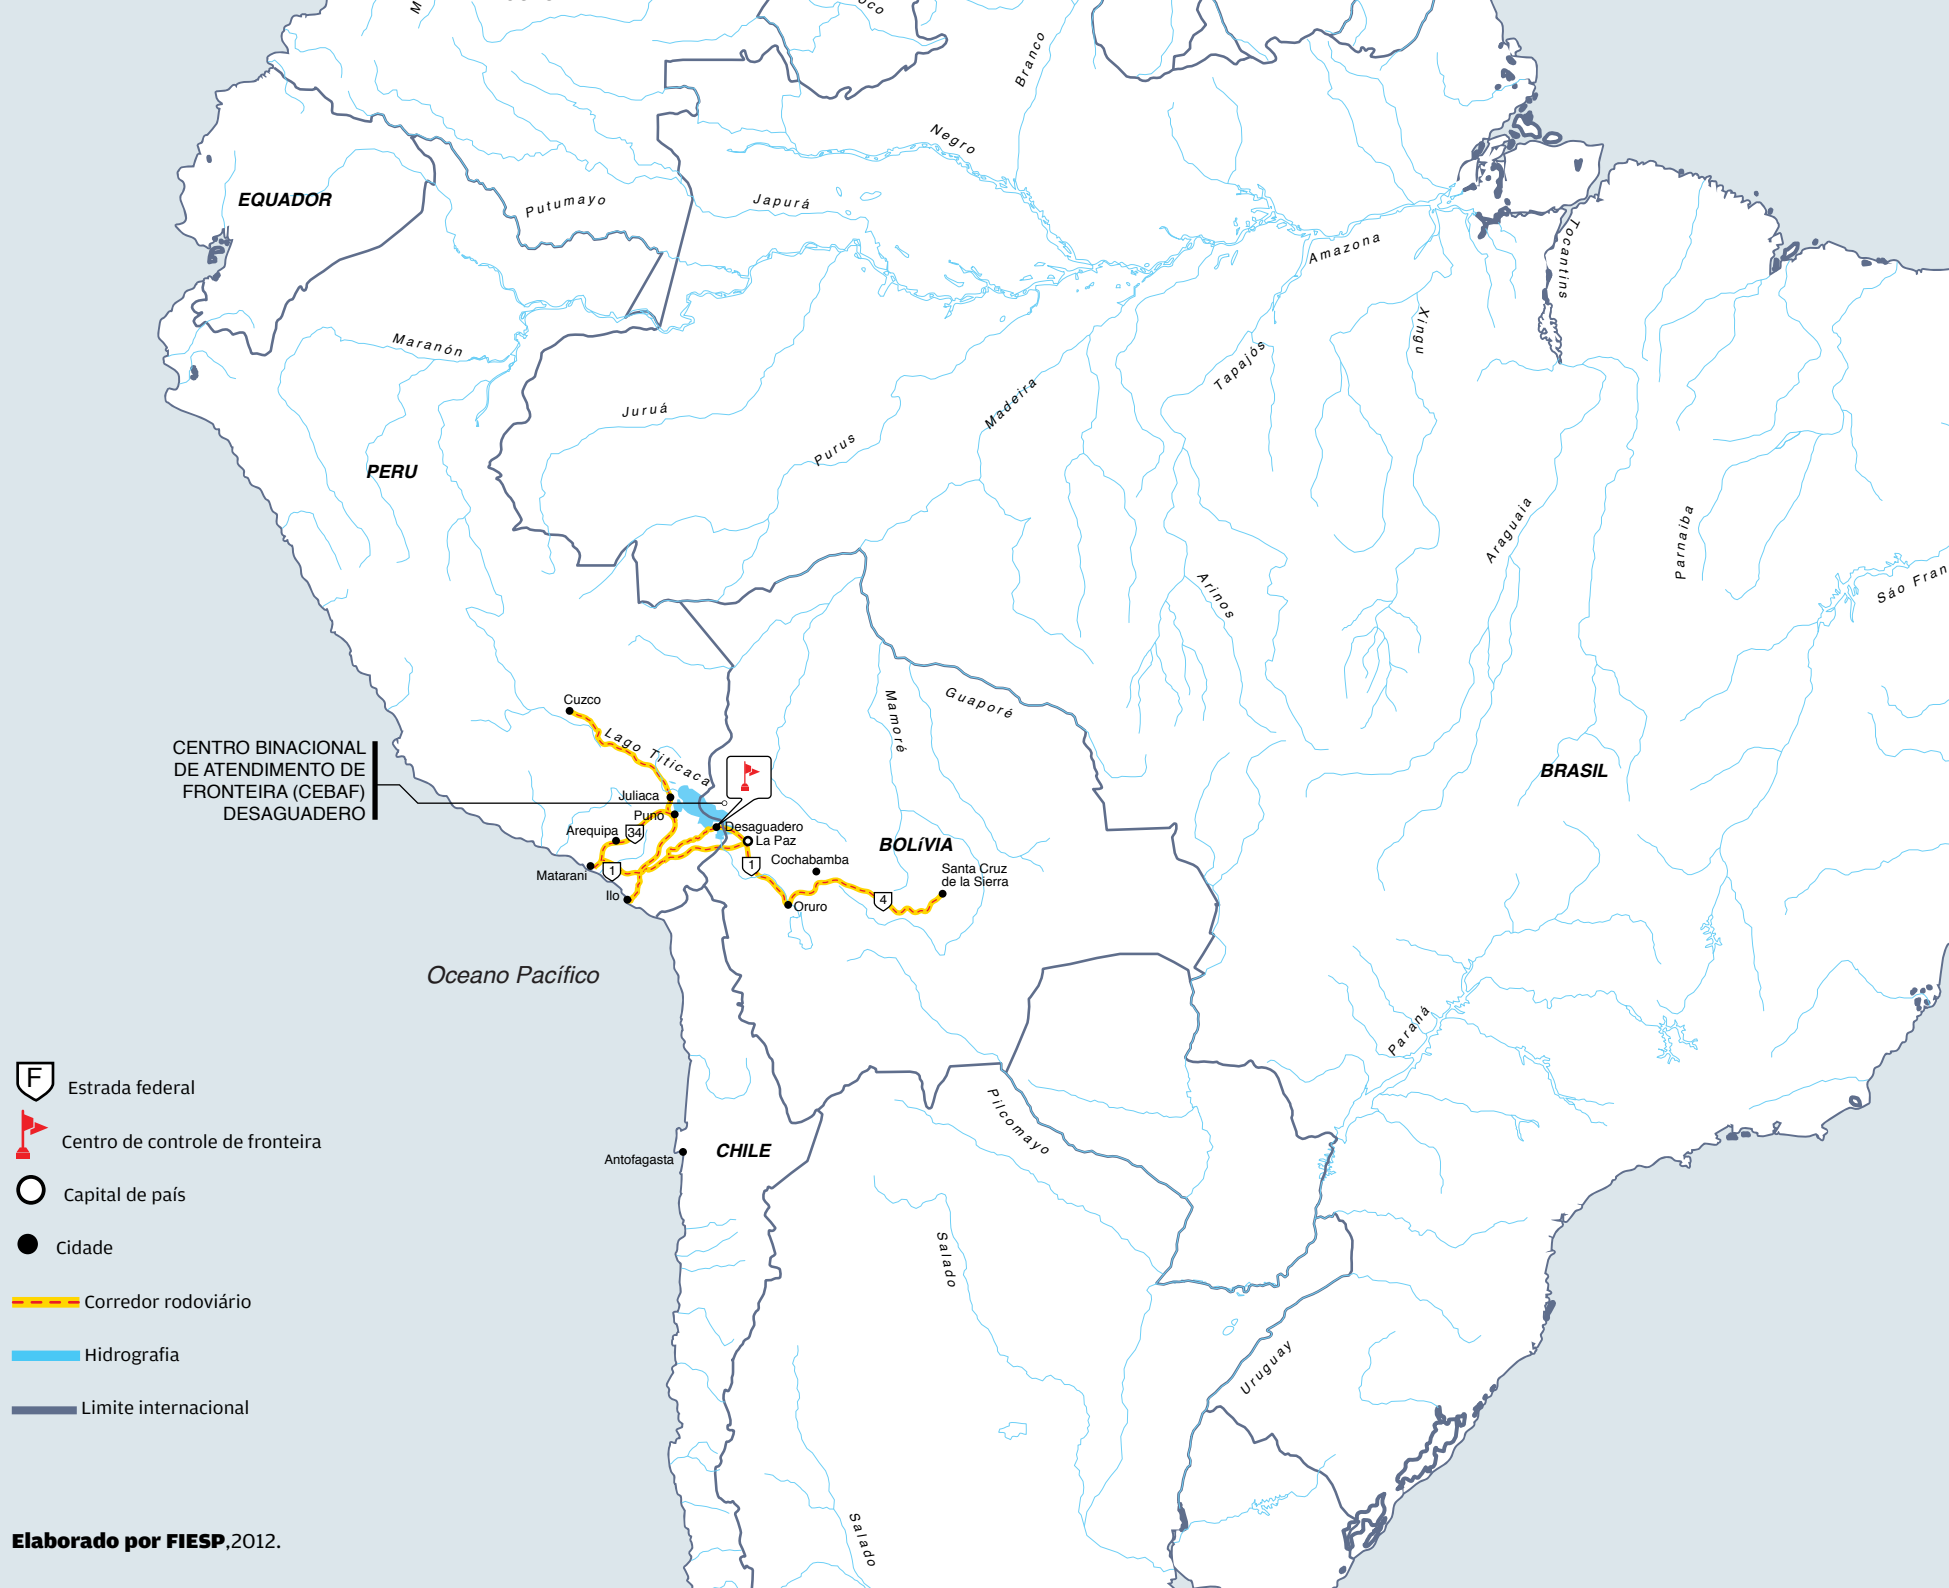 Branco
Negro
Japurá
Putumayo
EQUADOR
Amazona
Tocantins
Maranón
Xingu
Tapajós
Juruá
Madeira
Purus
PERU
Araguaia
Parnaiba
Arinos
Sáo Fran
Mamoré
Guaporé
Cuzco
Lago Titicaca
CENTRO BINACIONAL
DE ATENDIMENTO DE
FRONTEIRA (CEBAF)
DESAGUADERO
BRASIL
Juliaca
Puno
Arequipa
34
Desaguadero
La Paz
BOLíVIA
Cochabamba
Matarani
1
1
Santa Cruz
de la Sierra
Ilo
4
Oruro
Oceano Pacífico
Paraná
Pilcomayo
CHILE
Antofagasta
Salado
Uruguay
Salado
F
Estrada federal
Centro de controle de fronteira
Capital de país
Cidade
Corredor rodoviário
Hidrografia
Limite internacional
Elaborado por FIESP,2012.